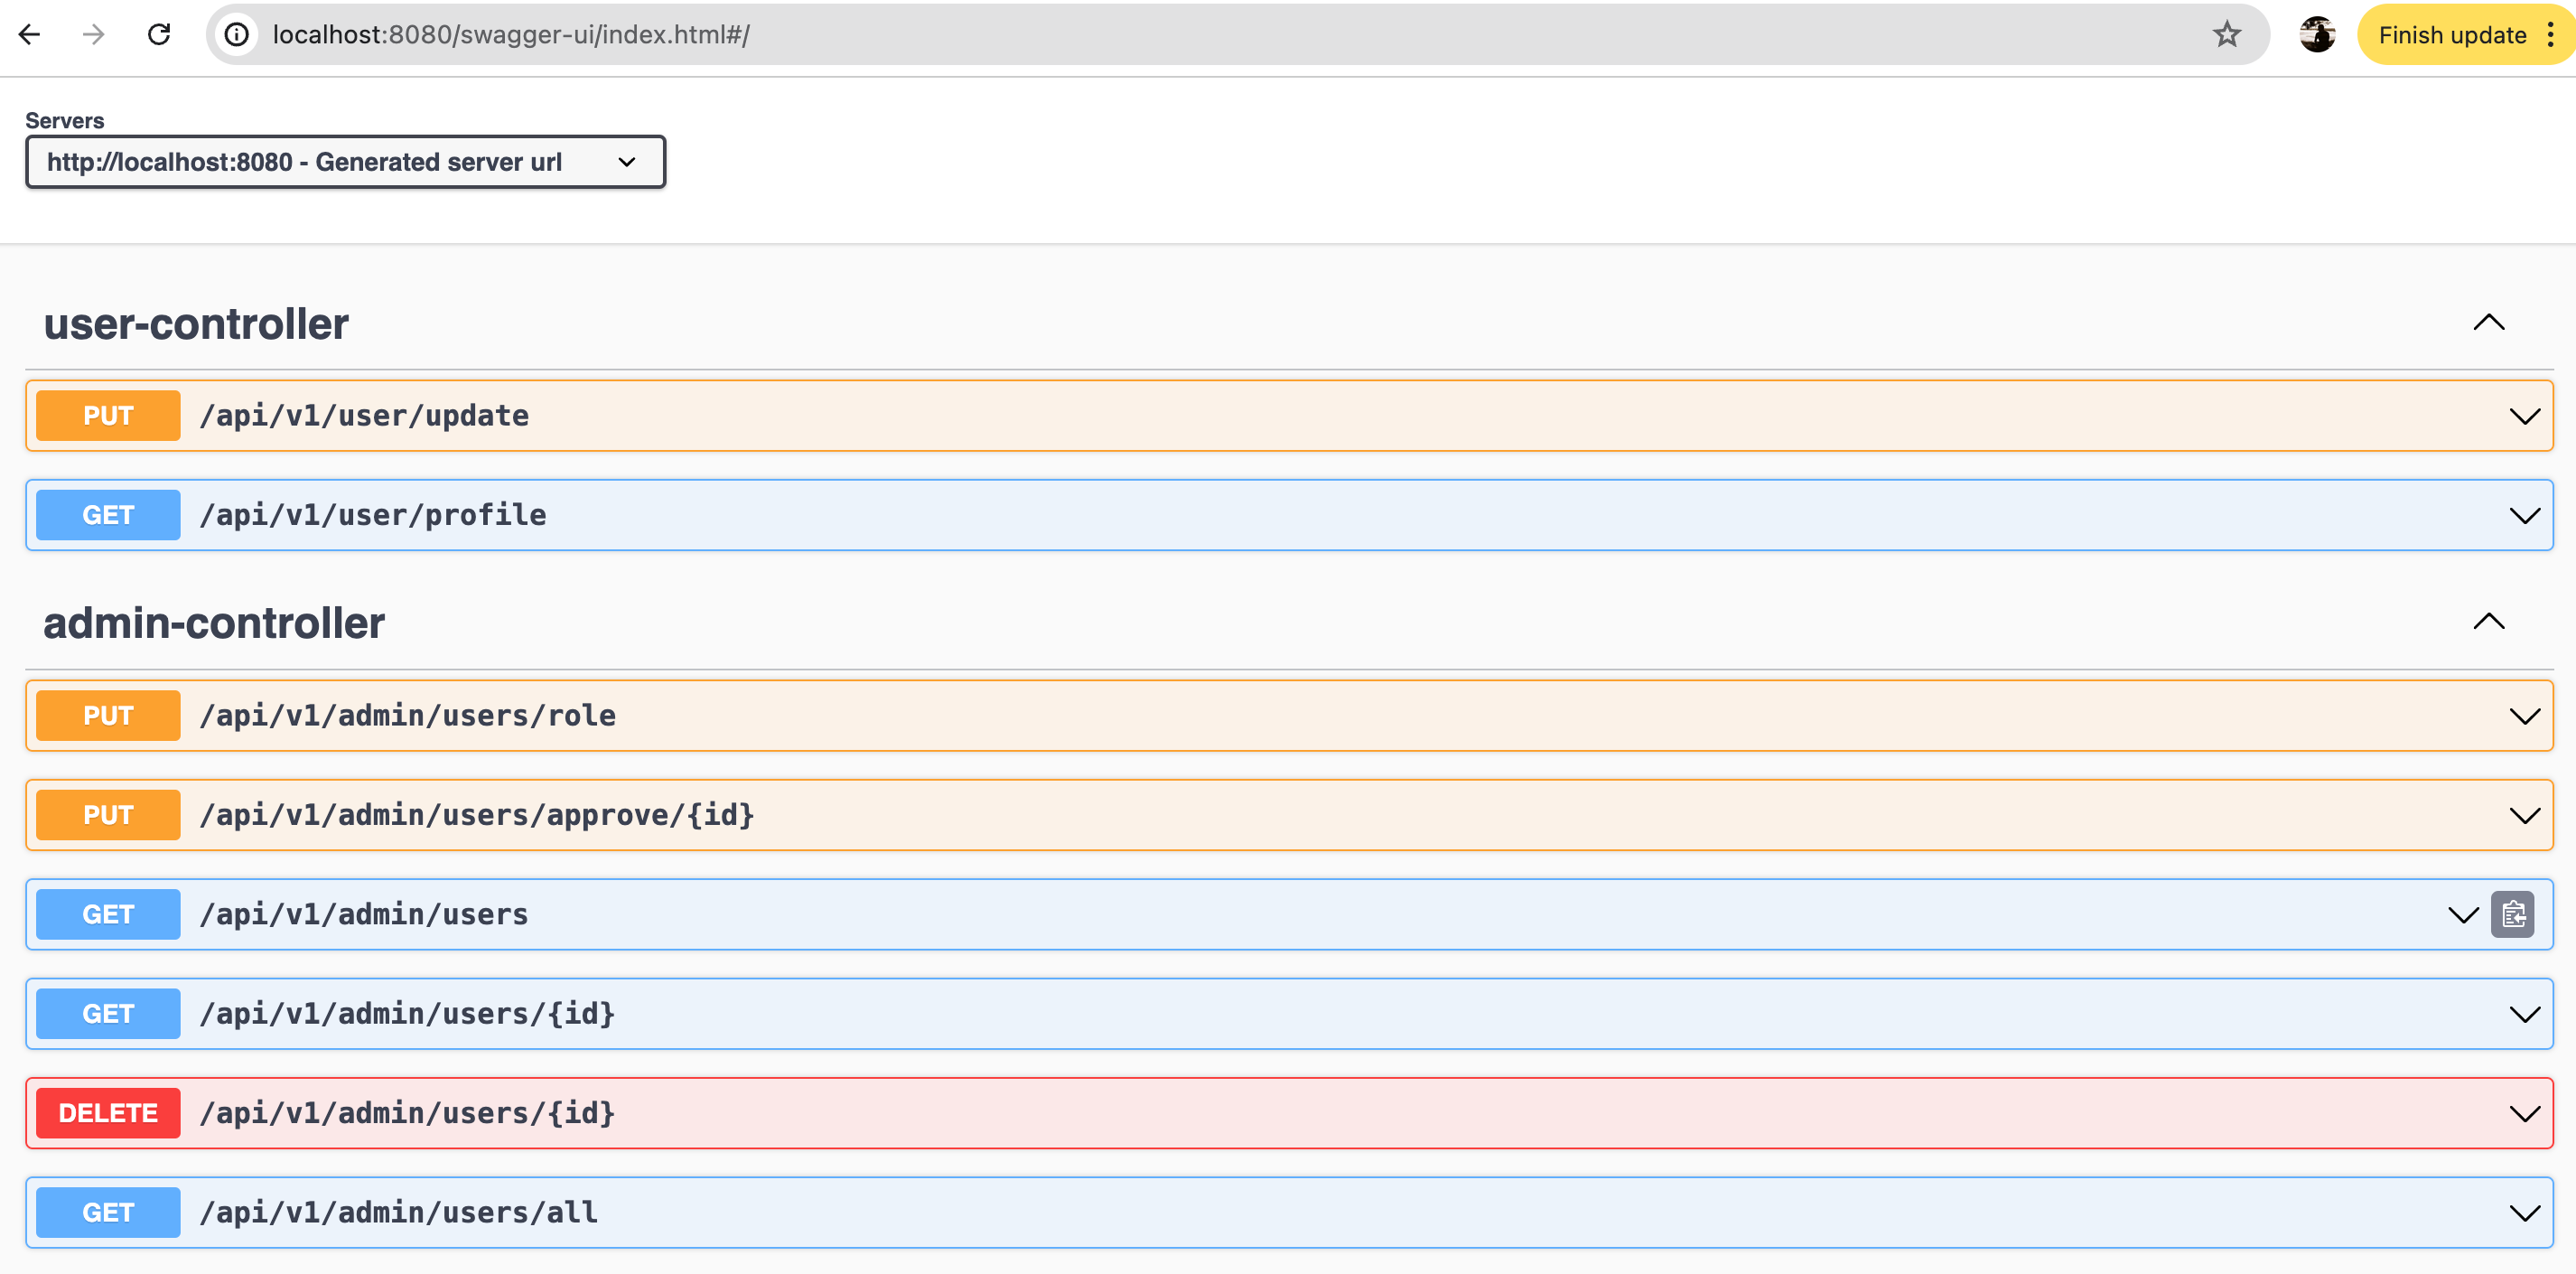 localhost:8080/swagger-ui/index.html#/
Finish update
Servers
http://localhost:8080 - Generated server url
user-controller
PUT /api/v1/user/update
GET /api/v1/user/profile
admin-controller
PUT /api/v1/admin/users/role
PUT /api/v1/admin/users/approve/{id}
GET /api/v1/admin/users
GET /api/v1/admin/users/{id}
DELETE /api/v1/admin/users/{id}
GET /api/v1/admin/users/all